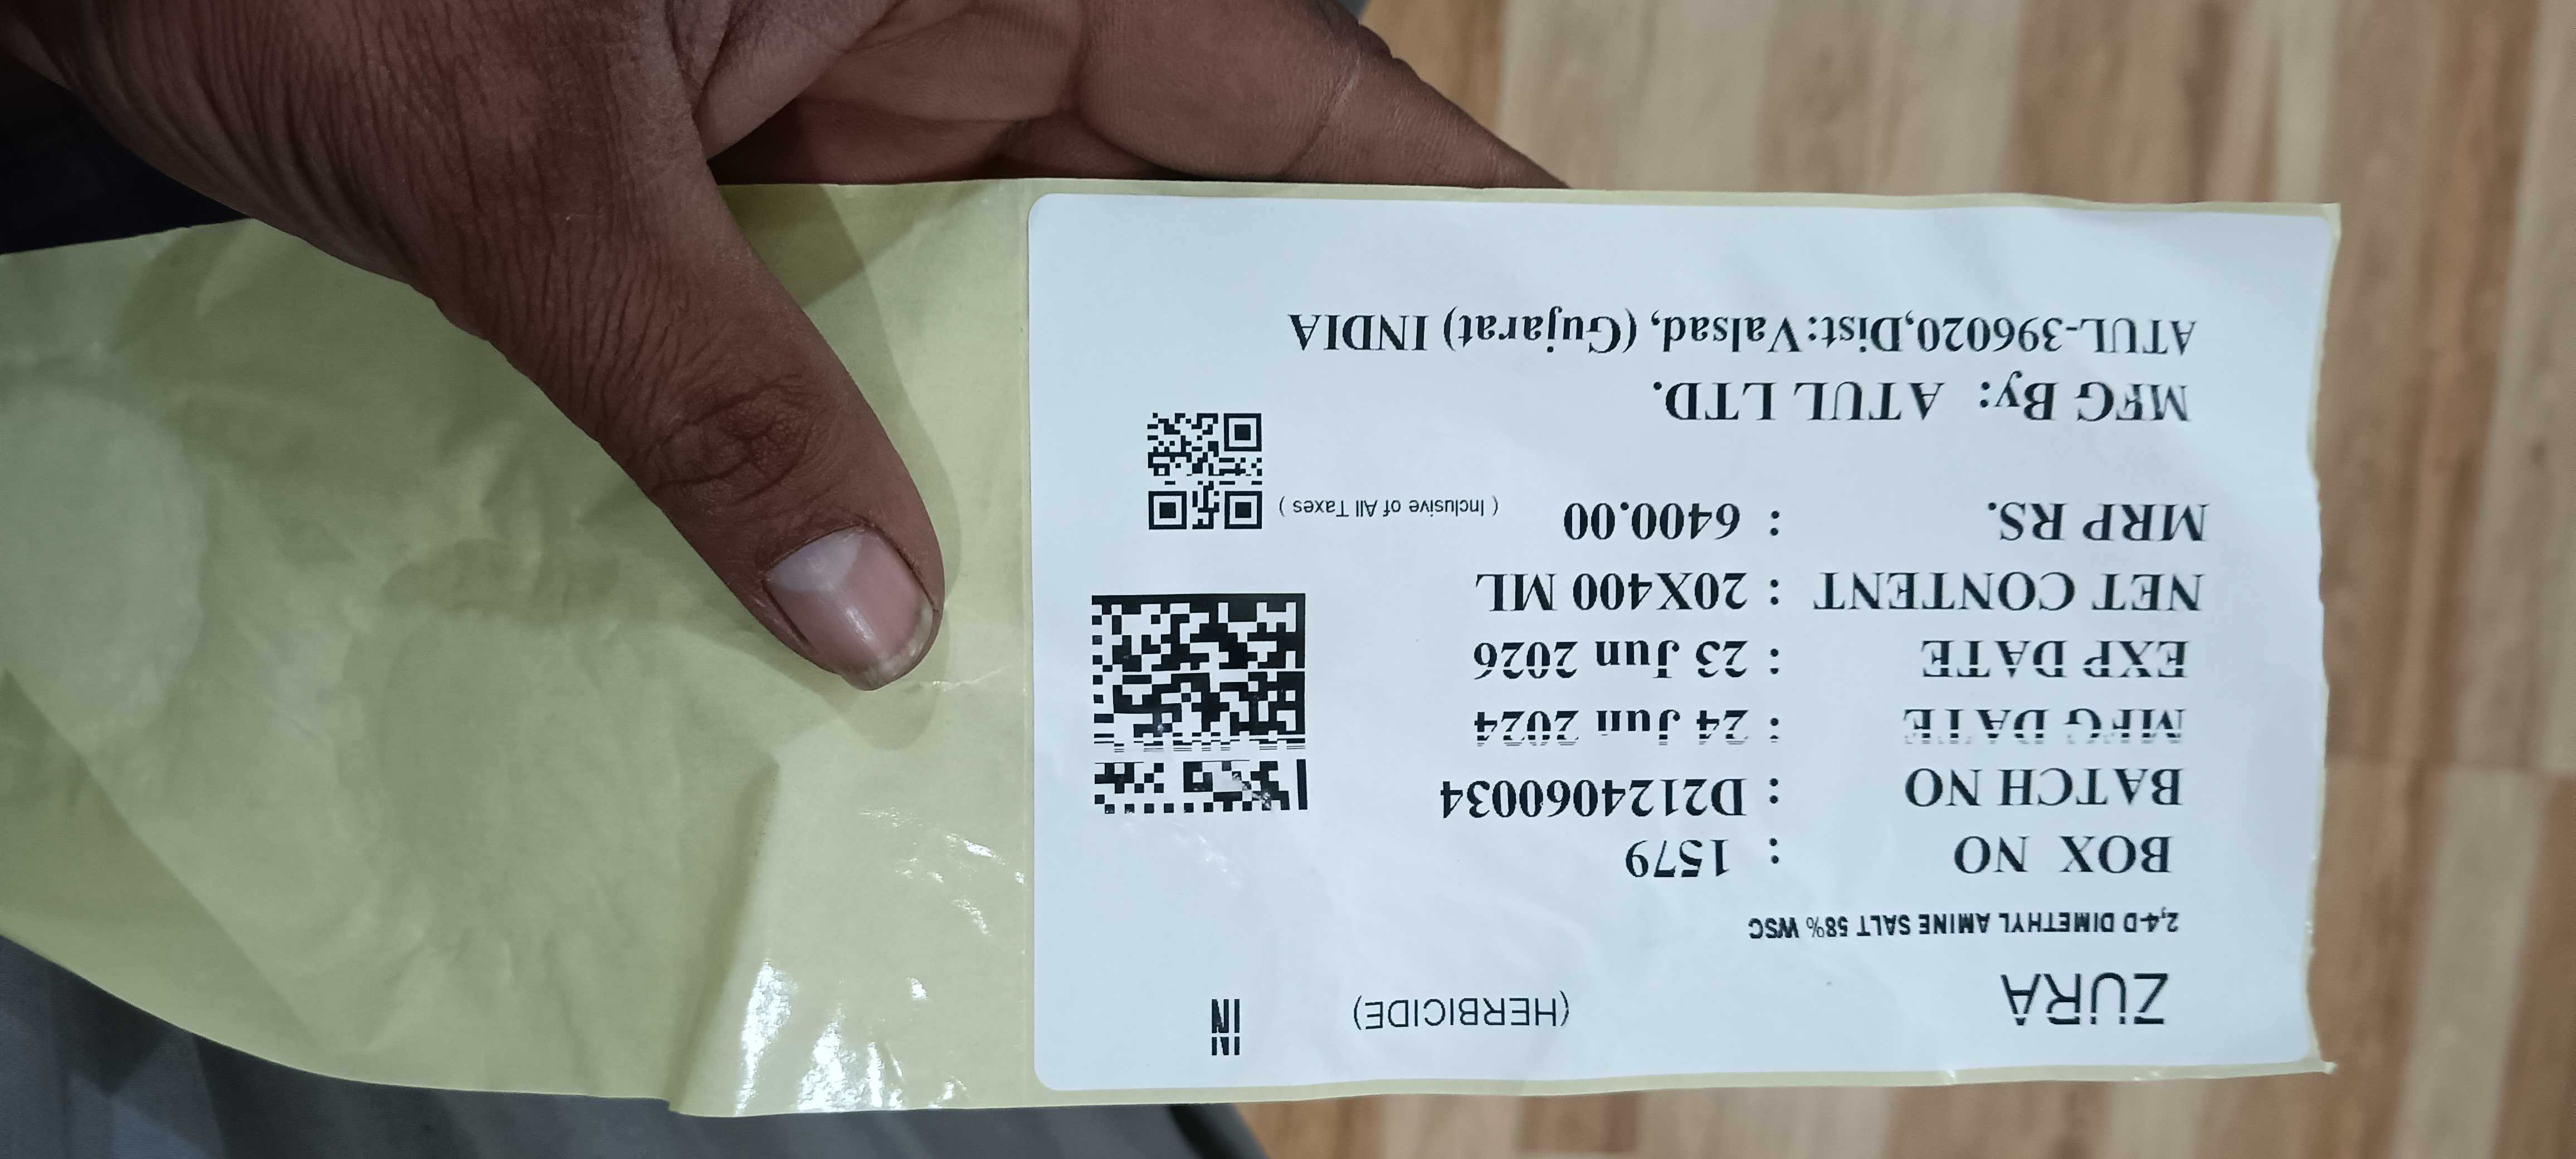 ZURA (HERBICIDE) IN
2,4-D DIMETHYL AMINE SALT 58% WSC
BOX NO : 1579
BATCH NO : D2124060034
MFG DATE : 24 Jun 2024
EXP DATE : 23 Jun 2026
NET CONTENT : 20X400 ML
MRP RS. : 6400.00 ( Inclusive of All Taxes )
MFG By: ATUL LTD.
ATUL-396020,Dist:Valsad, (Gujarat) INDIA